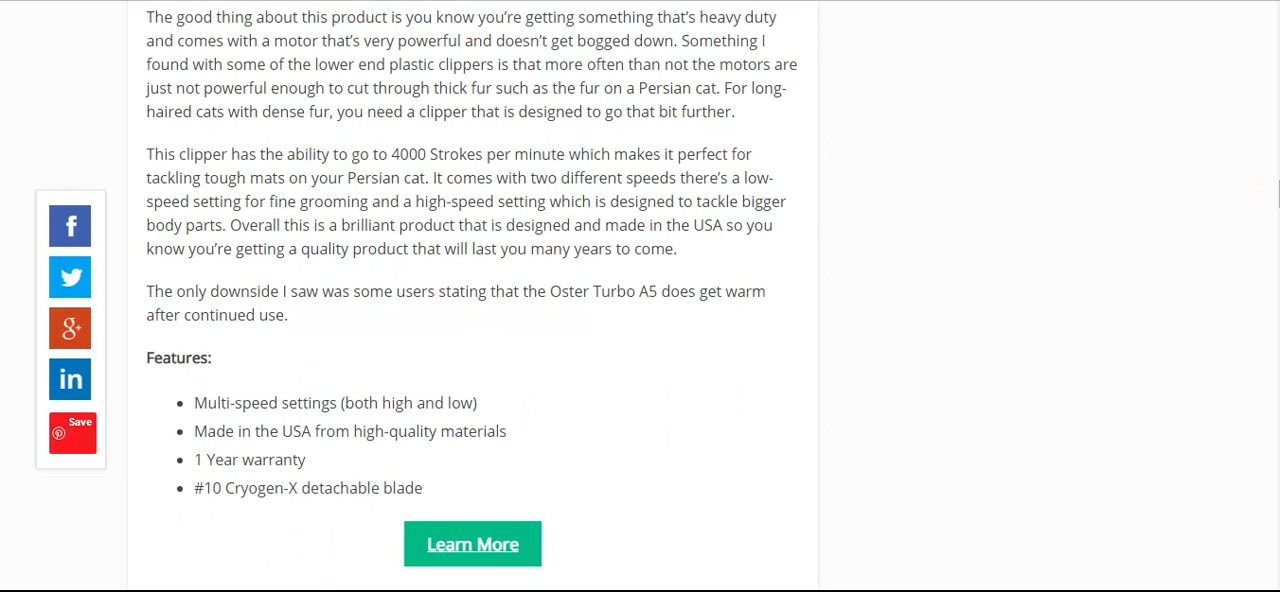 The good thing about this product is you know you're getting something that's heavy duty
and comes with a motor that's very powerful and doesn't get bogged down. Something I
found with some of the lower end plastic clippers is that more often than not the motors are
just not powerful enough to cut through thick fur such as the fur on a Persian cat. For long-
haired cats with dense fur, you need a clipper that is designed to go that bit further.
This clipper has the ability to go to 4000 Strokes per minute which makes it perfect for
tackling tough mats on your Persian cat. It comes with two different speeds there's a low-
speed setting for fine grooming and a high-speed setting which is designed to tackle bigger
body parts. Overall this is a brilliant product that is designed and made in the USA so you
know you're getting a quality product that will last you many years to come.
The only downside I saw was some users stating that the Oster Turbo A5 does get warm
after continued use.
f
g+
in
Save
Features:
• Multi-speed settings (both high and low)
• Made in the USA from high-quality materials
• 1 Year warranty
• #10 Cryogen-X detachable blade
Learn More